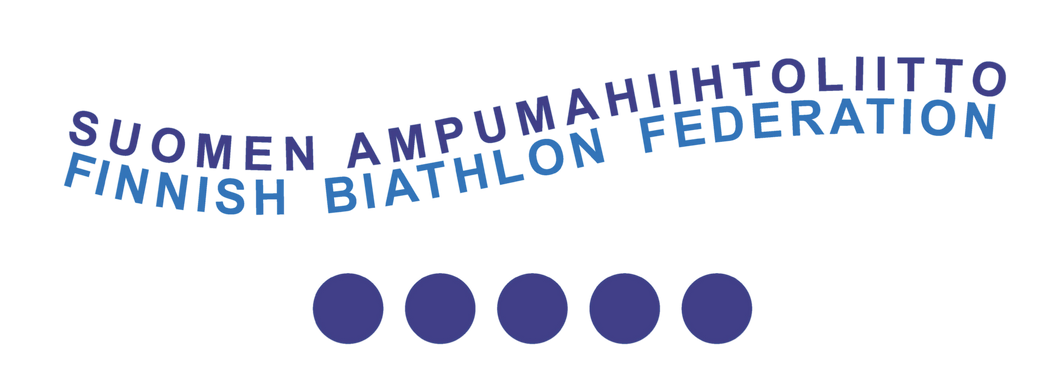 SUOMEN AMPUMAHIIHTOLIITTO
FINNISH BIATHLON FEDERATION